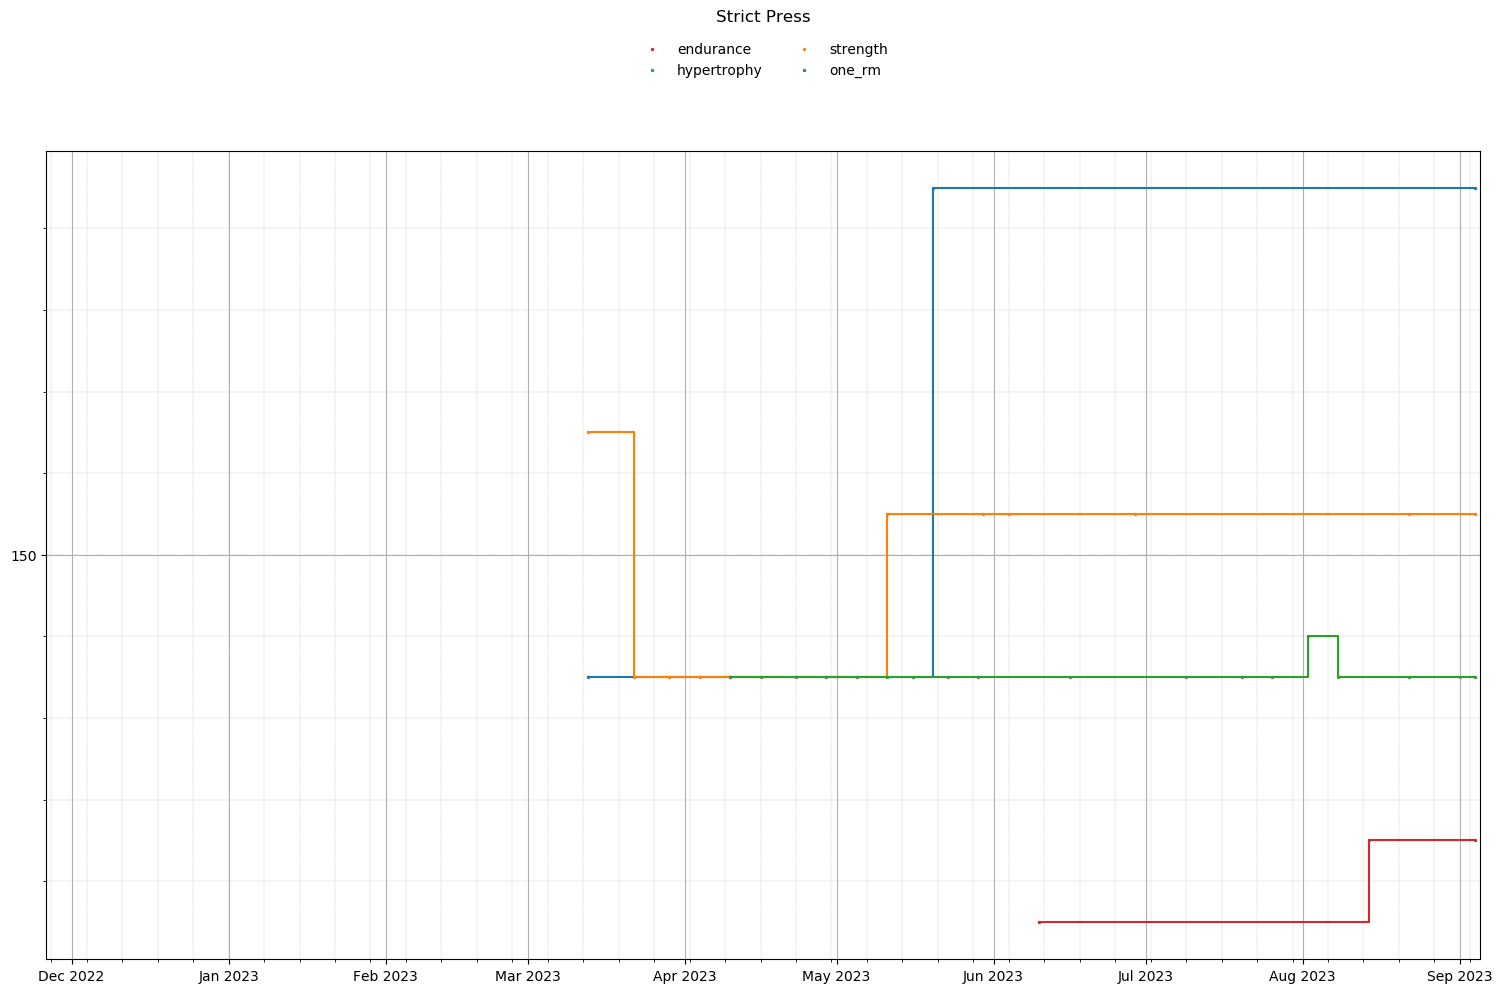 Strict Press
endurance strength
hypertrophy one_rm
150
Dec 2022 Jan 2023 Feb 2023 Mar 2023 Apr 2023 May 2023 Jun 2023 Jul 2023 Aug 2023 Sep 2023